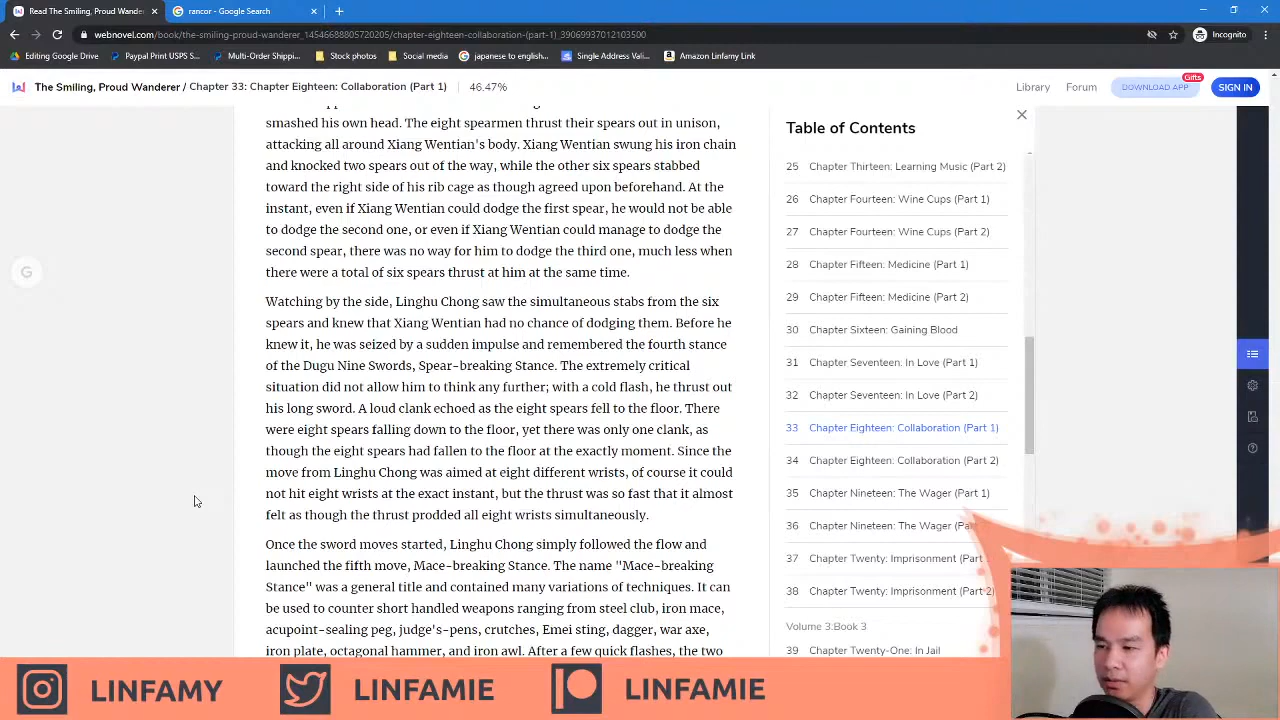 Read The Smiling, Proud Wander
rancor - Google Search
webnovel.com/book/the-smiling-proud-wanderer_14546688805720205/chapter-eighteen-collaboration-(part-1)_39069937012103500
Incognito
Editing Google Drive
Paypal Print USPS S...
Multi-Order Shippin...
Stock photos
Social media
japanese to english...
Single Address Vali...
Amazon Linfamy Link
The Smiling, Proud Wanderer / Chapter 33: Chapter Eighteen: Collaboration (Part 1)
46.47%
Library
Forum
DOWNLOAD APP
Gifts
SIGN IN
smashed his own head. The eight spearmen thrust their spears out in unison,
attacking all around Xiang Wentian's body. Xiang Wentian swung his iron chain
and knocked two spears out of the way, while the other six spears stabbed
toward the right side of his rib cage as though agreed upon beforehand. At the
instant, even if Xiang Wentian could dodge the first spear, he would not be able
to dodge the second one, or even if Xiang Wentian could manage to dodge the
second spear, there was no way for him to dodge the third one, much less when
there were a total of six spears thrust at him at the same time.
Watching by the side, Linghu Chong saw the simultaneous stabs from the six
spears and knew that Xiang Wentian had no chance of dodging them. Before he
knew it, he was seized by a sudden impulse and remembered the fourth stance
of the Dugu Nine Swords, Spear-breaking Stance. The extremely critical
situation did not allow him to think any further; with a cold flash, he thrust out
his long sword. A loud clank echoed as the eight spears fell to the floor. There
were eight spears falling down to the floor, yet there was only one clank, as
though the eight spears had fallen to the floor at the exactly moment. Since the
move from Linghu Chong was aimed at eight different wrists, of course it could
not hit eight wrists at the exact instant, but the thrust was so fast that it almost
felt as though the thrust prodded all eight wrists simultaneously.
Once the sword moves started, Linghu Chong simply followed the flow and
launched the fifth move, Mace-breaking Stance. The name "Mace-breaking
Stance" was a general title and contained many variations of techniques. It can
be used to counter short handled weapons ranging from steel club, iron mace,
acupoint-sealing peg, judge's-pens, crutches, Emei sting, dagger, war axe,
iron plate, octagonal hammer, and iron awl. After a few quick flashes, the two
Table of Contents
25 Chapter Thirteen: Learning Music (Part 2)
26 Chapter Fourteen: Wine Cups (Part 1)
27 Chapter Fourteen: Wine Cups (Part 2)
28 Chapter Fifteen: Medicine (Part 1)
29 Chapter Fifteen: Medicine (Part 2)
30 Chapter Sixteen: Gaining Blood
31 Chapter Seventeen: In Love (Part 1)
32 Chapter Seventeen: In Love (Part 2)
33 Chapter Eighteen: Collaboration (Part 1)
34 Chapter Eighteen: Collaboration (Part 2)
35 Chapter Nineteen: The Wager (Part 1)
36 Chapter Nineteen: The Wager (Par
37 Chapter Twenty: Imprisonment (Part
38 Chapter Twenty: Imprisonment (Part 2)
Volume 3:Book 3
39 Chapter Twenty-One: In Jail
G
LINFAMY
LINFAMIE
LINFAMIE